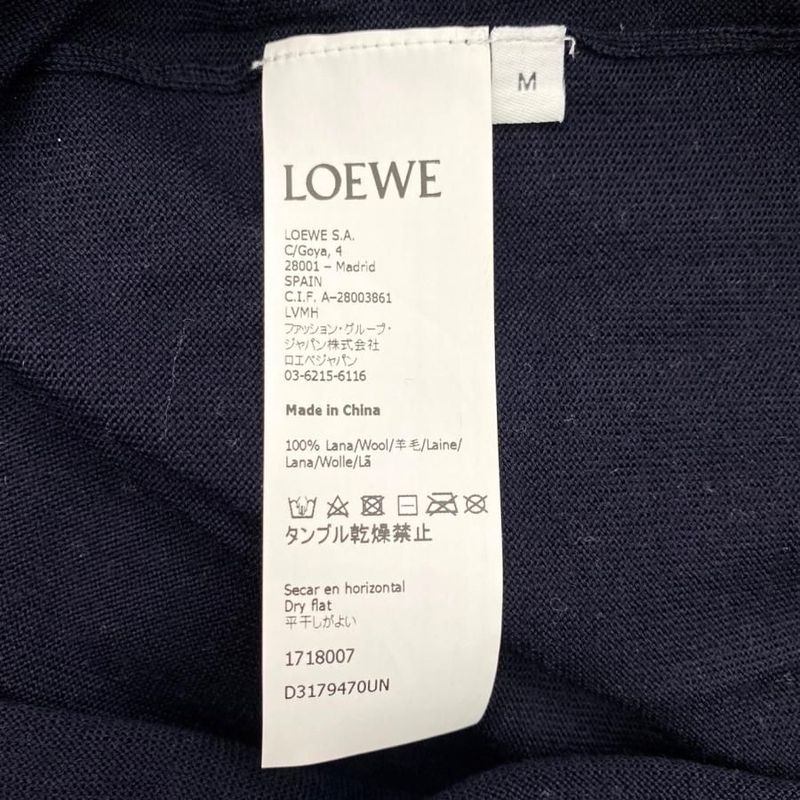 M
LOEWE
LOEWE S.A.
C/Goya, 4
28001 – Madrid
SPAIN
C.I.F. A–28003861
LVMH
ファッション・グループ・
ジャパン株式会社
ロエベジャパン
03-6215-6116
Made in China
100% Lana/Wool/羊毛/Laine/
Lana/Wolle/Lã
タンブル乾燥禁止
Secar en horizontal
Dry flat
平干しがよい
1718007
D3179470UN